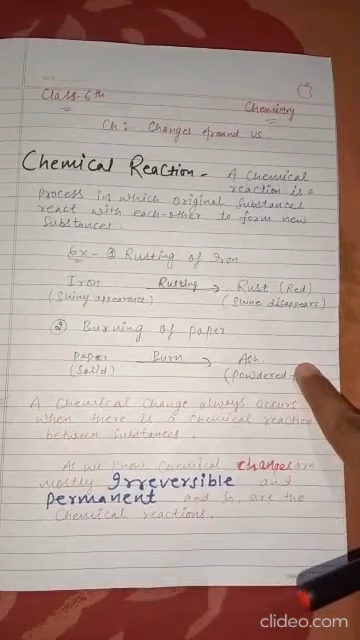 Class-6th
Chemistry
Ch:- Changes Around Us
Chemical Reaction - A Chemical
reaction is a
process in which original substances
react with each-other to form new
substances.
Ex- ① Rusting of Iron
Iron Rusting → Rust (Red)
(Shiny appearance) (Shine disappears)
② Burning of paper
Paper Burn → Ash
(Solid) (Powdered
A Chemical Change always occurs
when there is a chemical reaction
between substances.
As we know Chemical changes are
mostly Irreversible and
permanent and so, are the
Chemical reactions.
clideo.com